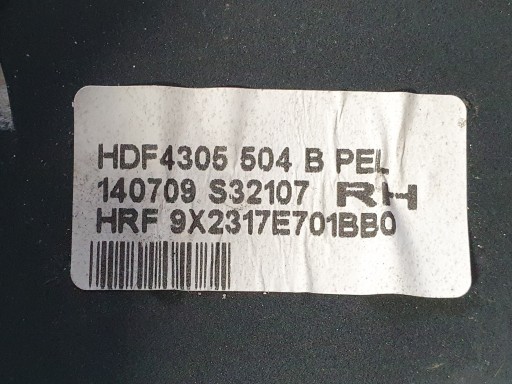 HDF4305 504 B PEL
140709 S32107 RH
HRF 9X2317E701BB0